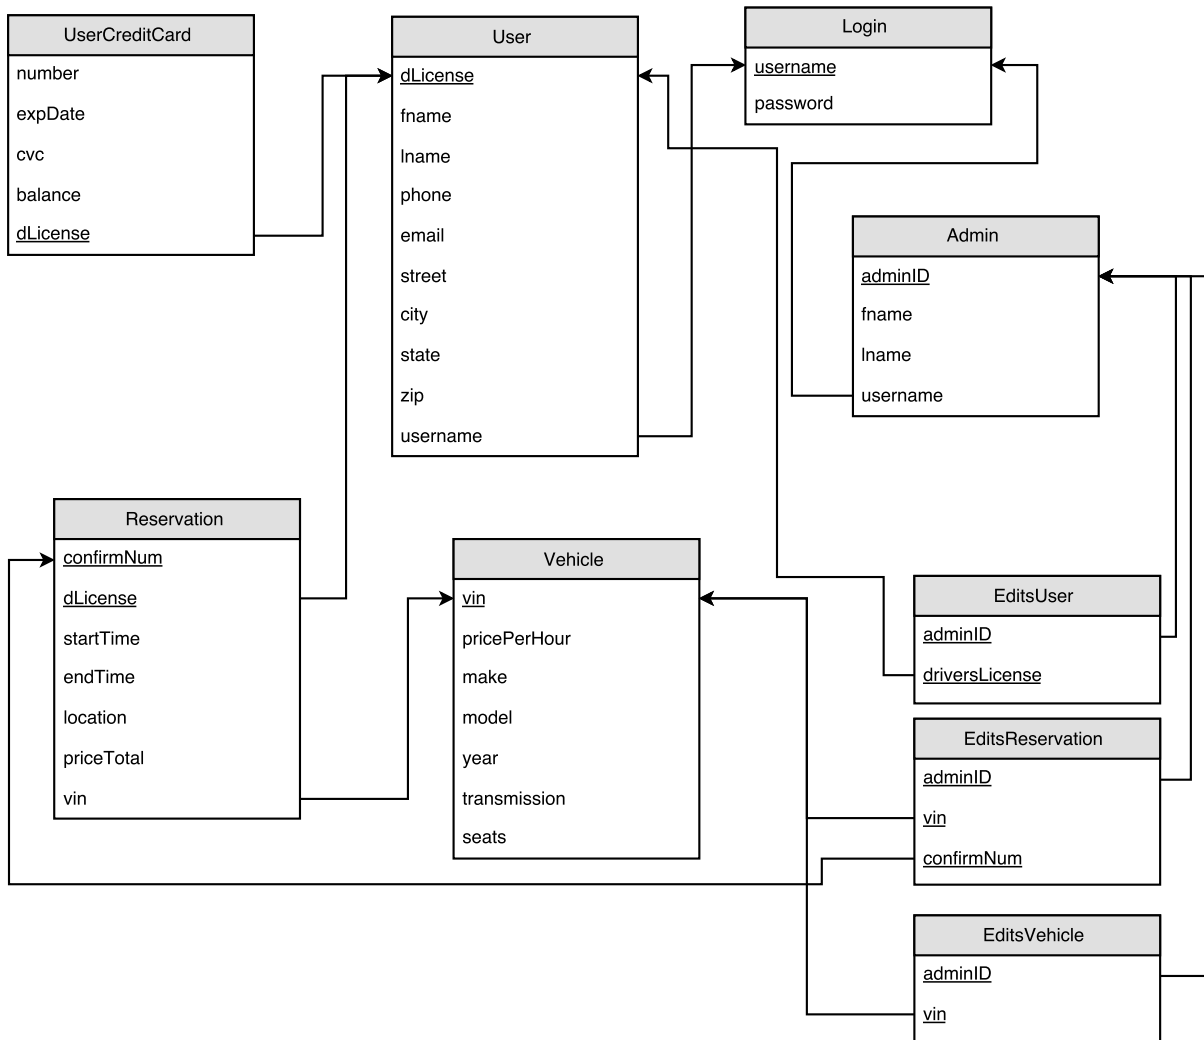 UserCreditCard
number
expDate
cvc
balance
dLicense
User
dLicense
fname
lname
phone
email
street
city
state
zip
username
Login
username
password
Admin
adminID
fname
lname
username
Reservation
confirmNum
dLicense
startTime
endTime
location
priceTotal
vin
Vehicle
vin
pricePerHour
make
model
year
transmission
seats
EditsUser
adminID
driversLicense
EditsReservation
adminID
vin
confirmNum
EditsVehicle
adminID
vin